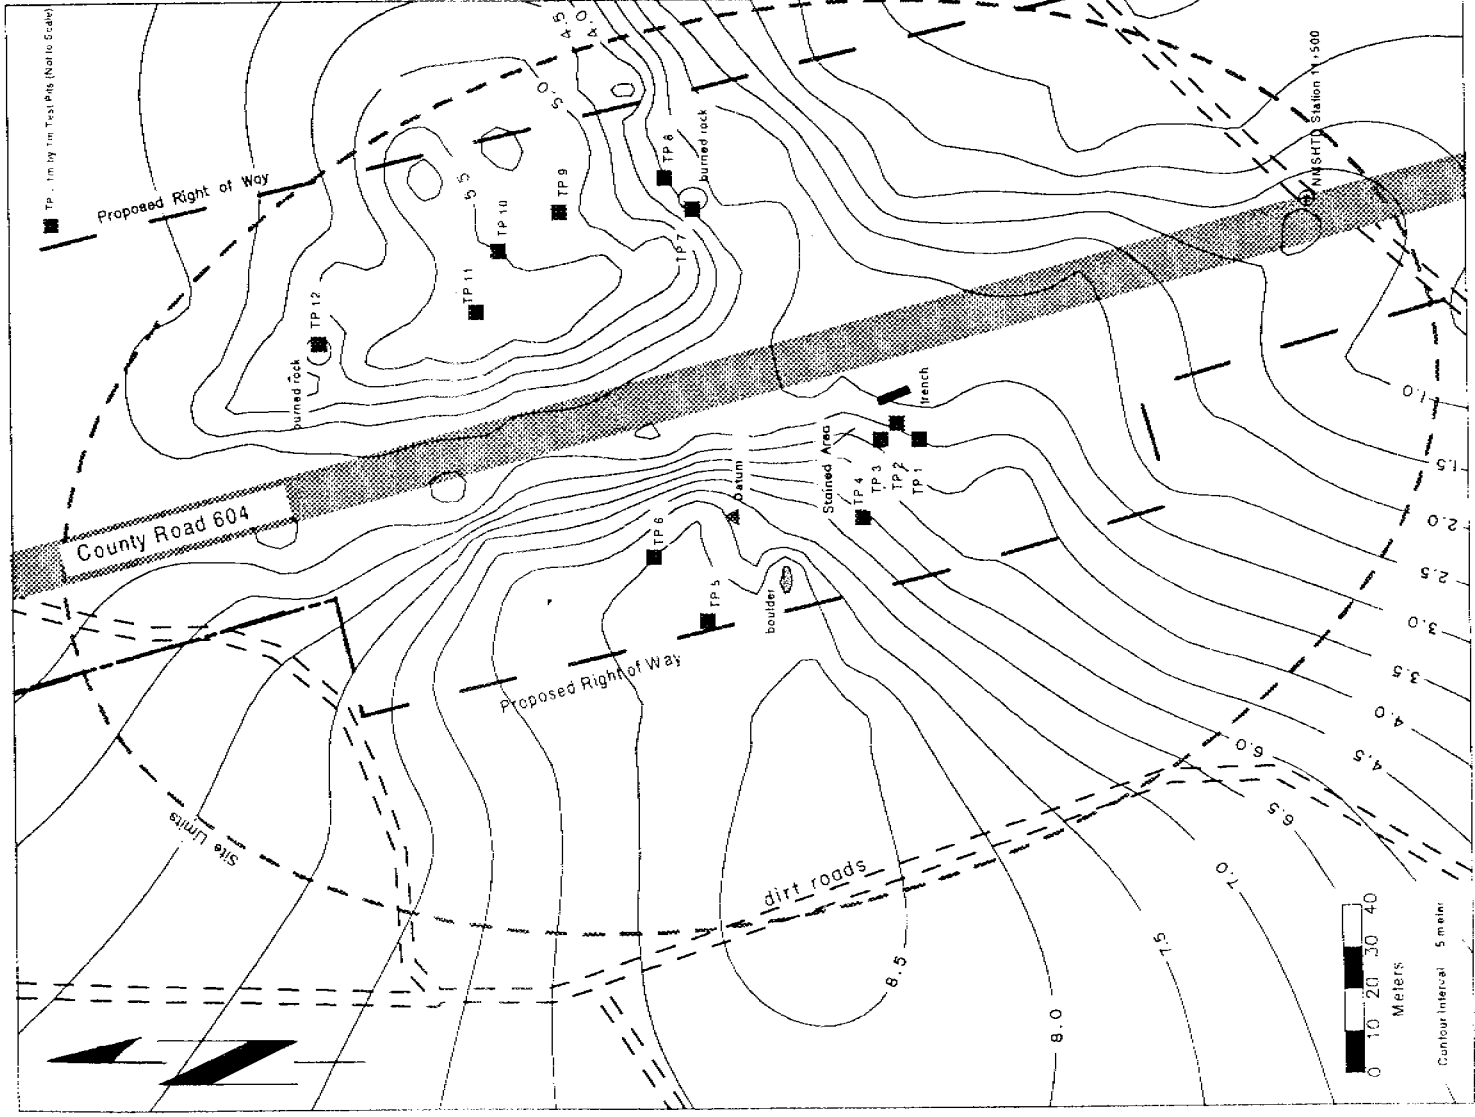 TP - 1m by 1m Test Pits (Not to Scale)
Proposed Right of Way
4.5
4.0
5.0
5.5
TP 8
burned rock
TP 9
TP 10
TP 7
TP 11
TP 12
burned rock
Station 11+500
County Road 604
trench
Stained Area
TP 3
TP 2
TP 1
TP 4
Datum
TP 6
TP 5
boulder
Proposed Right of Way
Site Limits
dirt roads
1.0
1.5
2.0
2.5
3.0
3.5
4.0
4.5
6.0
6.5
7.0
7.5
8.0
8.5
0 10 20 30 40
Meters
Contour Interval .5 meter